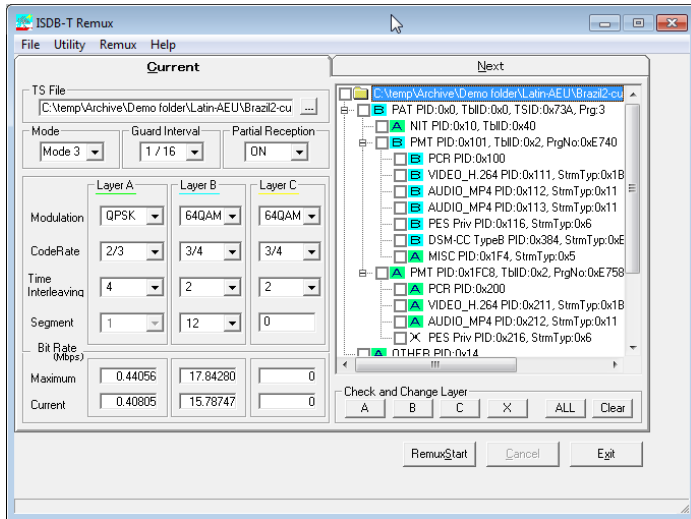 ISDB-T Remux
File Utility Remux Help
Current
Next
TS File
C:\temp\Archive\Demo folder\Latin-AEU\Brazil2-cu ...
Mode
Guard Interval
Partial Reception
Mode 3
1 / 16
ON
Layer A Layer B Layer C
Modulation QPSK 64QAM 64QAM
CodeRate 2/3 3/4 3/4
Time Interleaving 4 2 2
Segment 1 12 0
Bit Rate (Mbps)
Maximum 0.44056 17.84280 0
Current 0.40805 15.78747 0
C:\temp\Archive\Demo folder\Latin-AEU\Brazil2-cu
B PAT PID:0x0, TblID:0x0, TSID:0x73A, Prg:3
A NIT PID:0x10, TblID:0x40
B PMT PID:0x101, TblID:0x2, PrgNo:0xE740
B PCR PID:0x100
B VIDEO_H.264 PID:0x111, StrmTyp:0x1B
B AUDIO_MP4 PID:0x112, StrmTyp:0x11
B AUDIO_MP4 PID:0x113, StrmTyp:0x11
B PES Priv PID:0x116, StrmTyp:0x6
B DSM-CC TypeB PID:0x384, StrmTyp:0xE
A MISC PID:0x1F4, StrmTyp:0x5
A PMT PID:0x1FC8, TblID:0x2, PrgNo:0xE758
A PCR PID:0x200
A VIDEO_H.264 PID:0x211, StrmTyp:0x1B
A AUDIO_MP4 PID:0x212, StrmTyp:0x11
X PES Priv PID:0x216, StrmTyp:0x6
A OTHER PID:0x14
Check and Change Layer
A B C X ALL Clear
RemuxStart Cancel Exit